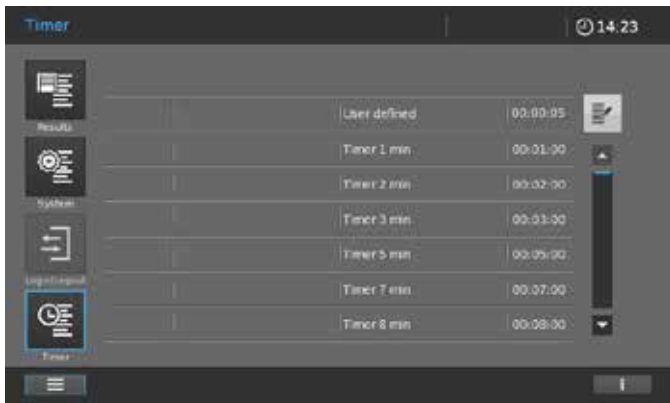 Timer
14:23
Results
System
Login/Logout
Timer
User defined 00:00:05
Timer 1 min 00:01:00
Timer 2 min 00:02:00
Timer 3 min 00:03:00
Timer 5 min 00:05:00
Timer 7 min 00:07:00
Timer 8 min 00:08:00
i